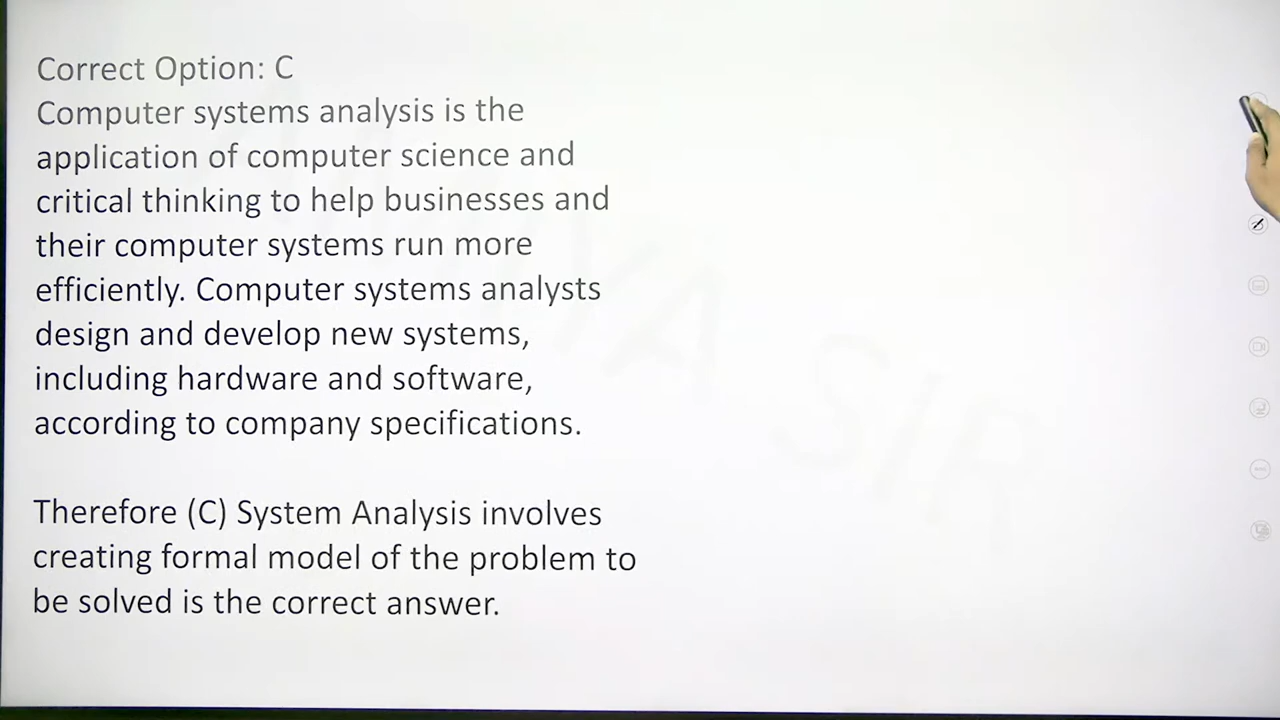 Correct Option: C
Computer systems analysis is the
application of computer science and
critical thinking to help businesses and
their computer systems run more
efficiently. Computer systems analysts
design and develop new systems,
including hardware and software,
according to company specifications.
Therefore (C) System Analysis involves
creating formal model of the problem to
be solved is the correct answer.
SIR